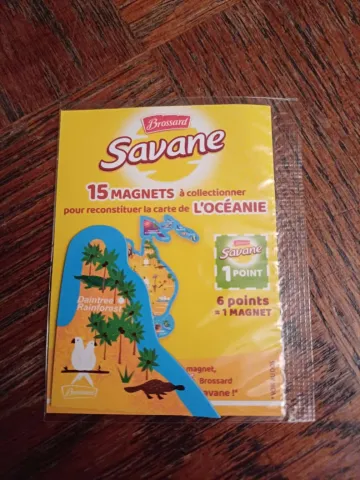 Brossard
Savane
15 MAGNETS à collectionner
pour reconstituer la carte de L'OCÉANIE
Brossard
Savane
1 POINT
6 points
= 1 MAGNET
Daintree
Rainforest
magnet,
Brossard
avane !*
Brossard